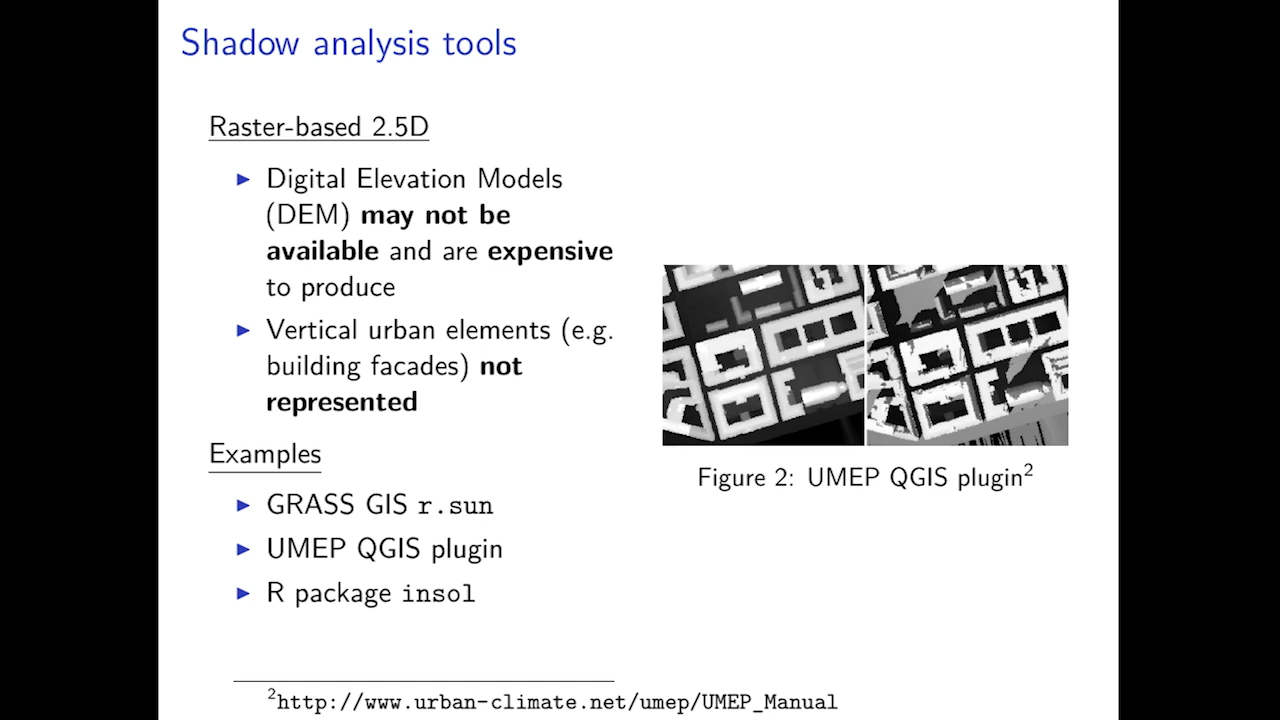 Shadow analysis tools
Raster-based 2.5D
▶ Digital Elevation Models
(DEM) may not be
available and are expensive
to produce
▶ Vertical urban elements (e.g.
building facades) not
represented
Examples
▶ GRASS GIS r.sun
▶ UMEP QGIS plugin
▶ R package insol
Figure 2: UMEP QGIS plugin²
²http://www.urban-climate.net/umep/UMEP_Manual